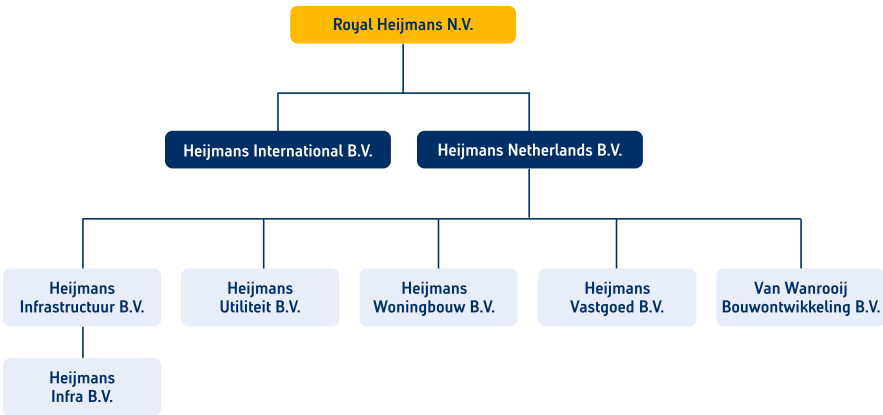 Royal Heijmans N.V.
Heijmans International B.V.
Heijmans Netherlands B.V.
Heijmans
Infrastructuur B.V.
Heijmans
Utiliteit B.V.
Heijmans
Woningbouw B.V.
Heijmans
Vastgoed B.V.
Van Wanrooij
Bouwontwikkeling B.V.
Heijmans
Infra B.V.